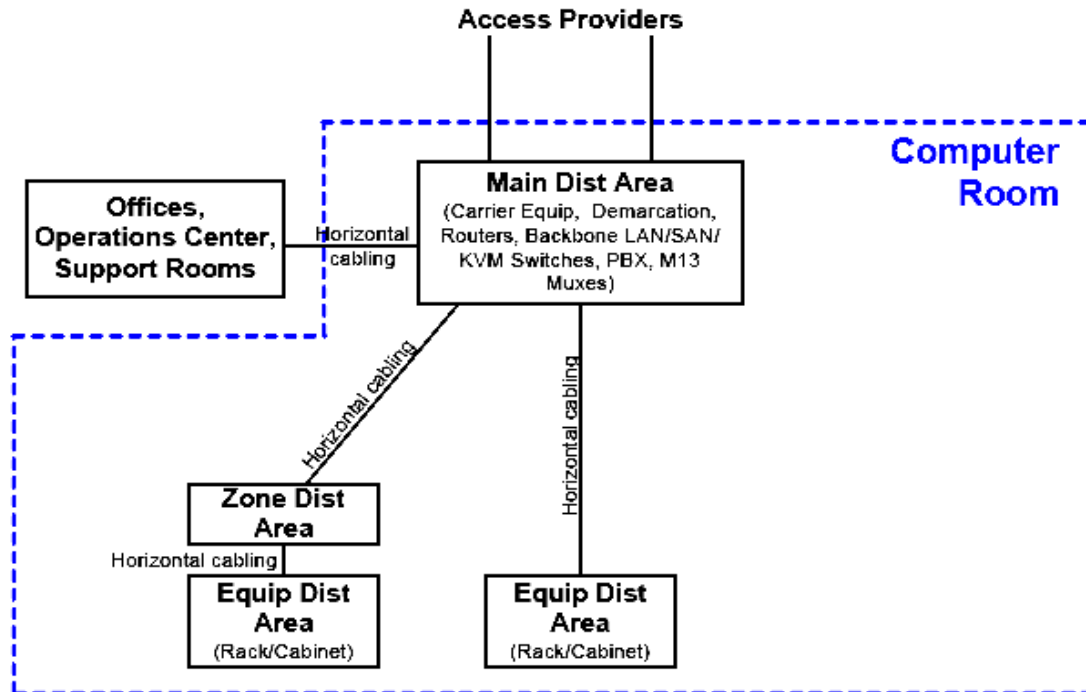 Access Providers
Computer
Room
Main Dist Area
(Carrier Equip, Demarcation,
Routers, Backbone LAN/SAN/
KVM Switches, PBX, M13
Muxes)
Offices,
Operations Center,
Support Rooms
Horizontal
cabling
Horizontal cabling
Horizontal cabling
Zone Dist
Area
Horizontal cabling
Equip Dist
Area
(Rack/Cabinet)
Equip Dist
Area
(Rack/Cabinet)